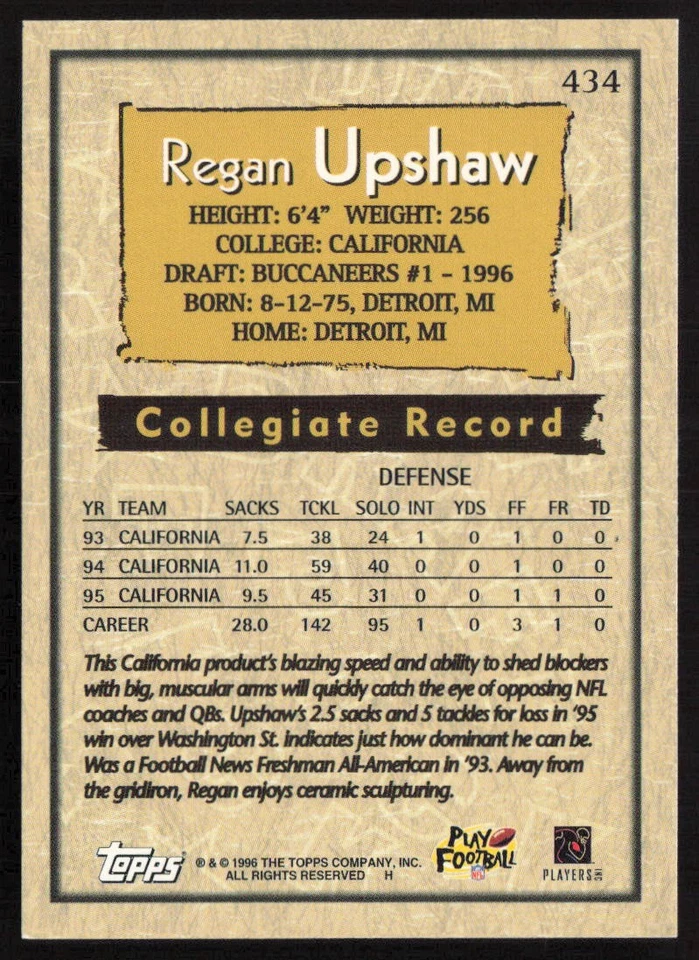 434
Regan Upshaw
HEIGHT: 6'4" WEIGHT: 256
COLLEGE: CALIFORNIA
DRAFT: BUCCANEERS #1 - 1996
BORN: 8-12-75, DETROIT, MI
HOME: DETROIT, MI
Collegiate Record
DEFENSE
YR TEAM SACKS TCKL SOLO INT YDS FF FR TD
93 CALIFORNIA 7.5 38 24 1 0 1 0 0
94 CALIFORNIA 11.0 59 40 0 0 1 0 0
95 CALIFORNIA 9.5 45 31 0 0 1 1 0
CAREER 28.0 142 95 1 0 3 1 0
This California product's blazing speed and ability to shed blockers
with big, muscular arms will quickly catch the eye of opposing NFL
coaches and QBs. Upshaw's 2.5 sacks and 5 tackles for loss in '95
win over Washington St. indicates just how dominant he can be.
Was a Football News Freshman All-American in '93. Away from
the gridiron, Regan enjoys ceramic sculpturing.
Topps
® & © 1996 THE TOPPS COMPANY, INC.
ALL RIGHTS RESERVED H
PLAY
FOOTBALL
NFL
PLAYERS INC